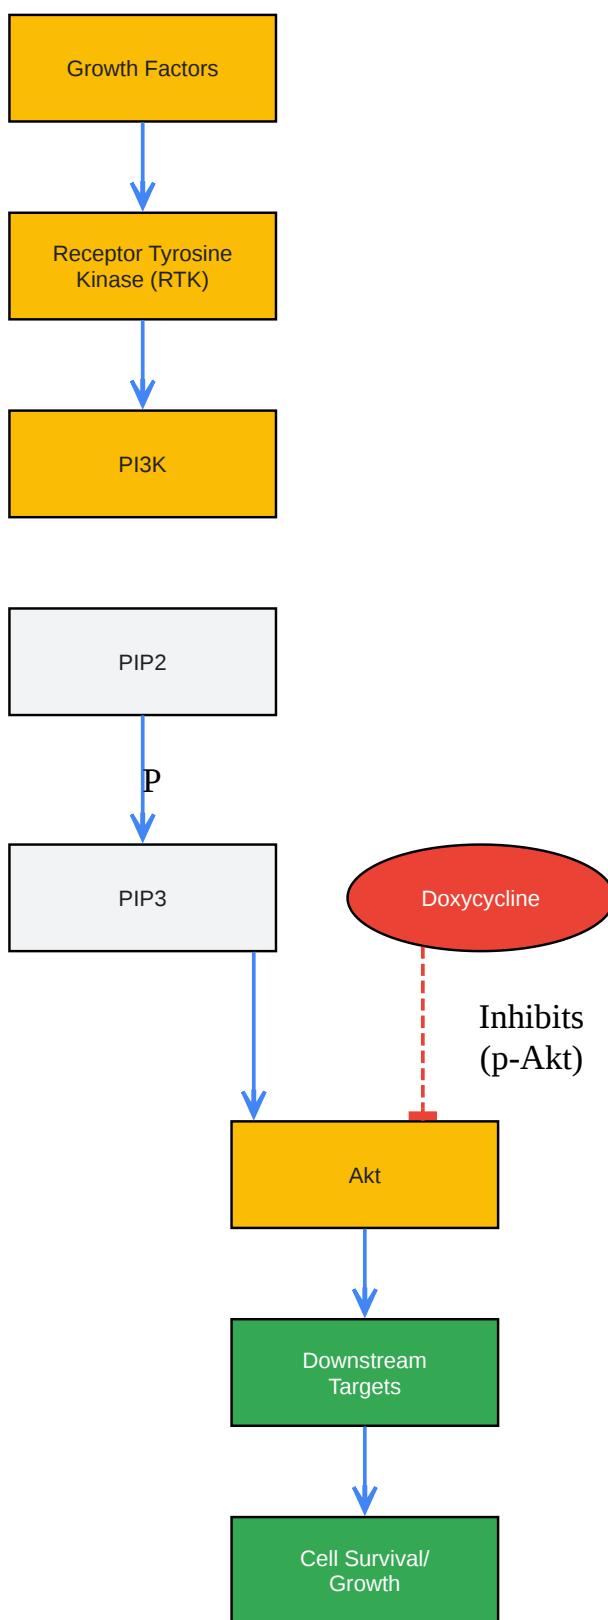 Growth Factors
Receptor Tyrosine
Kinase (RTK)
PI3K
PIP2
P
PIP3
Doxycycline
Inhibits
(p-Akt)
Akt
Downstream
Targets
Cell Survival/
Growth